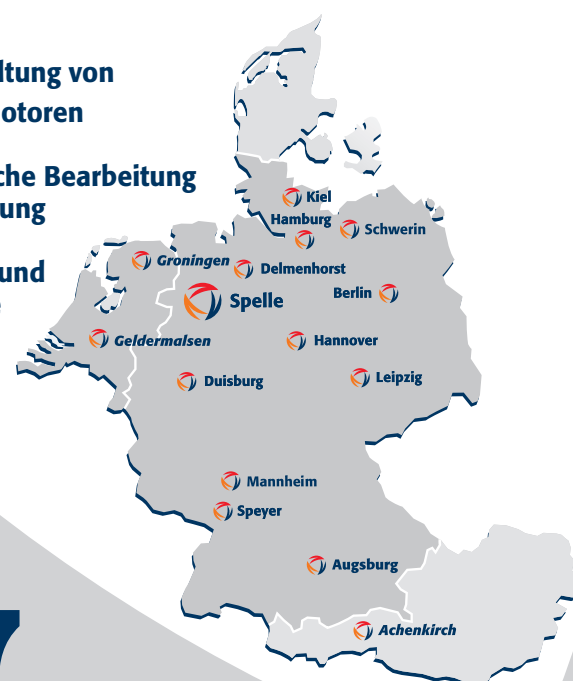 ltung von
otoren
che Bearbeitung
ung
und
Kiel
Hamburg
Schwerin
Groningen
Delmenhorst
Berlin
Spelle
Geldermalsen
Hannover
Duisburg
Leipzig
Mannheim
Speyer
Augsburg
Achenkirch